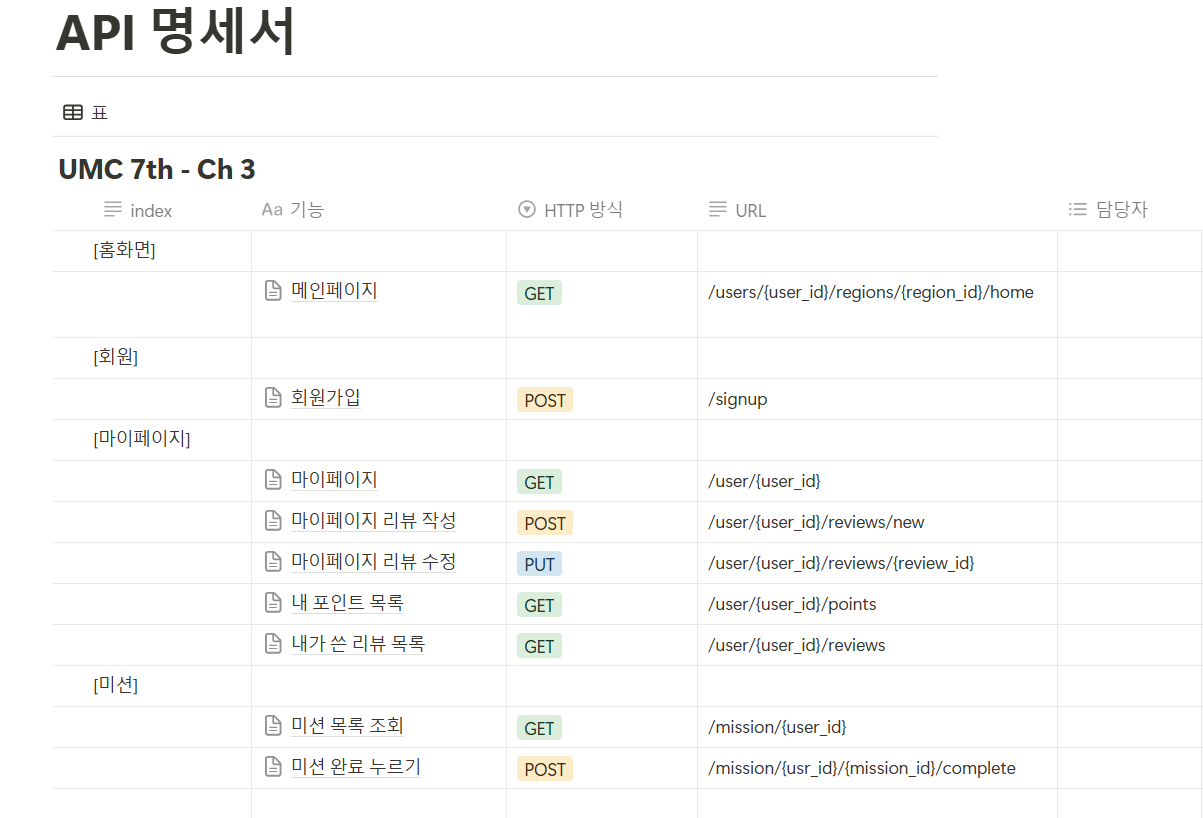 API 명세서
표
UMC 7th - Ch 3
index Aa 기능 HTTP 방식 URL 담당자
[홈화면]
메인페이지 GET /users/{user_id}/regions/{region_id}/home
[회원]
회원가입 POST /signup
[마이페이지]
마이페이지 GET /user/{user_id}
마이페이지 리뷰 작성 POST /user/{user_id}/reviews/new
마이페이지 리뷰 수정 PUT /user/{user_id}/reviews/{review_id}
내 포인트 목록 GET /user/{user_id}/points
내가 쓴 리뷰 목록 GET /user/{user_id}/reviews
[미션]
미션 목록 조회 GET /mission/{user_id}
미션 완료 누르기 POST /mission/{usr_id}/{mission_id}/complete